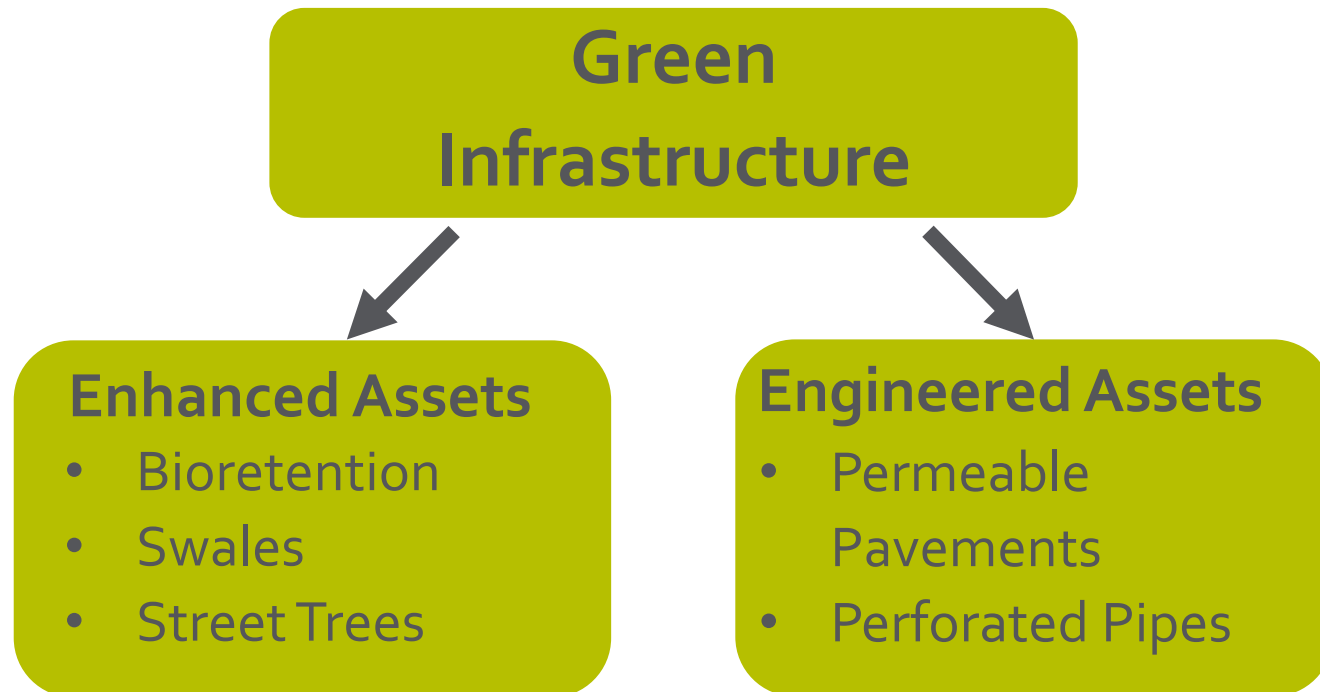 Green
Infrastructure
Enhanced Assets
• Bioretention
• Swales
• Street Trees
Engineered Assets
• Permeable
Pavements
• Perforated Pipes